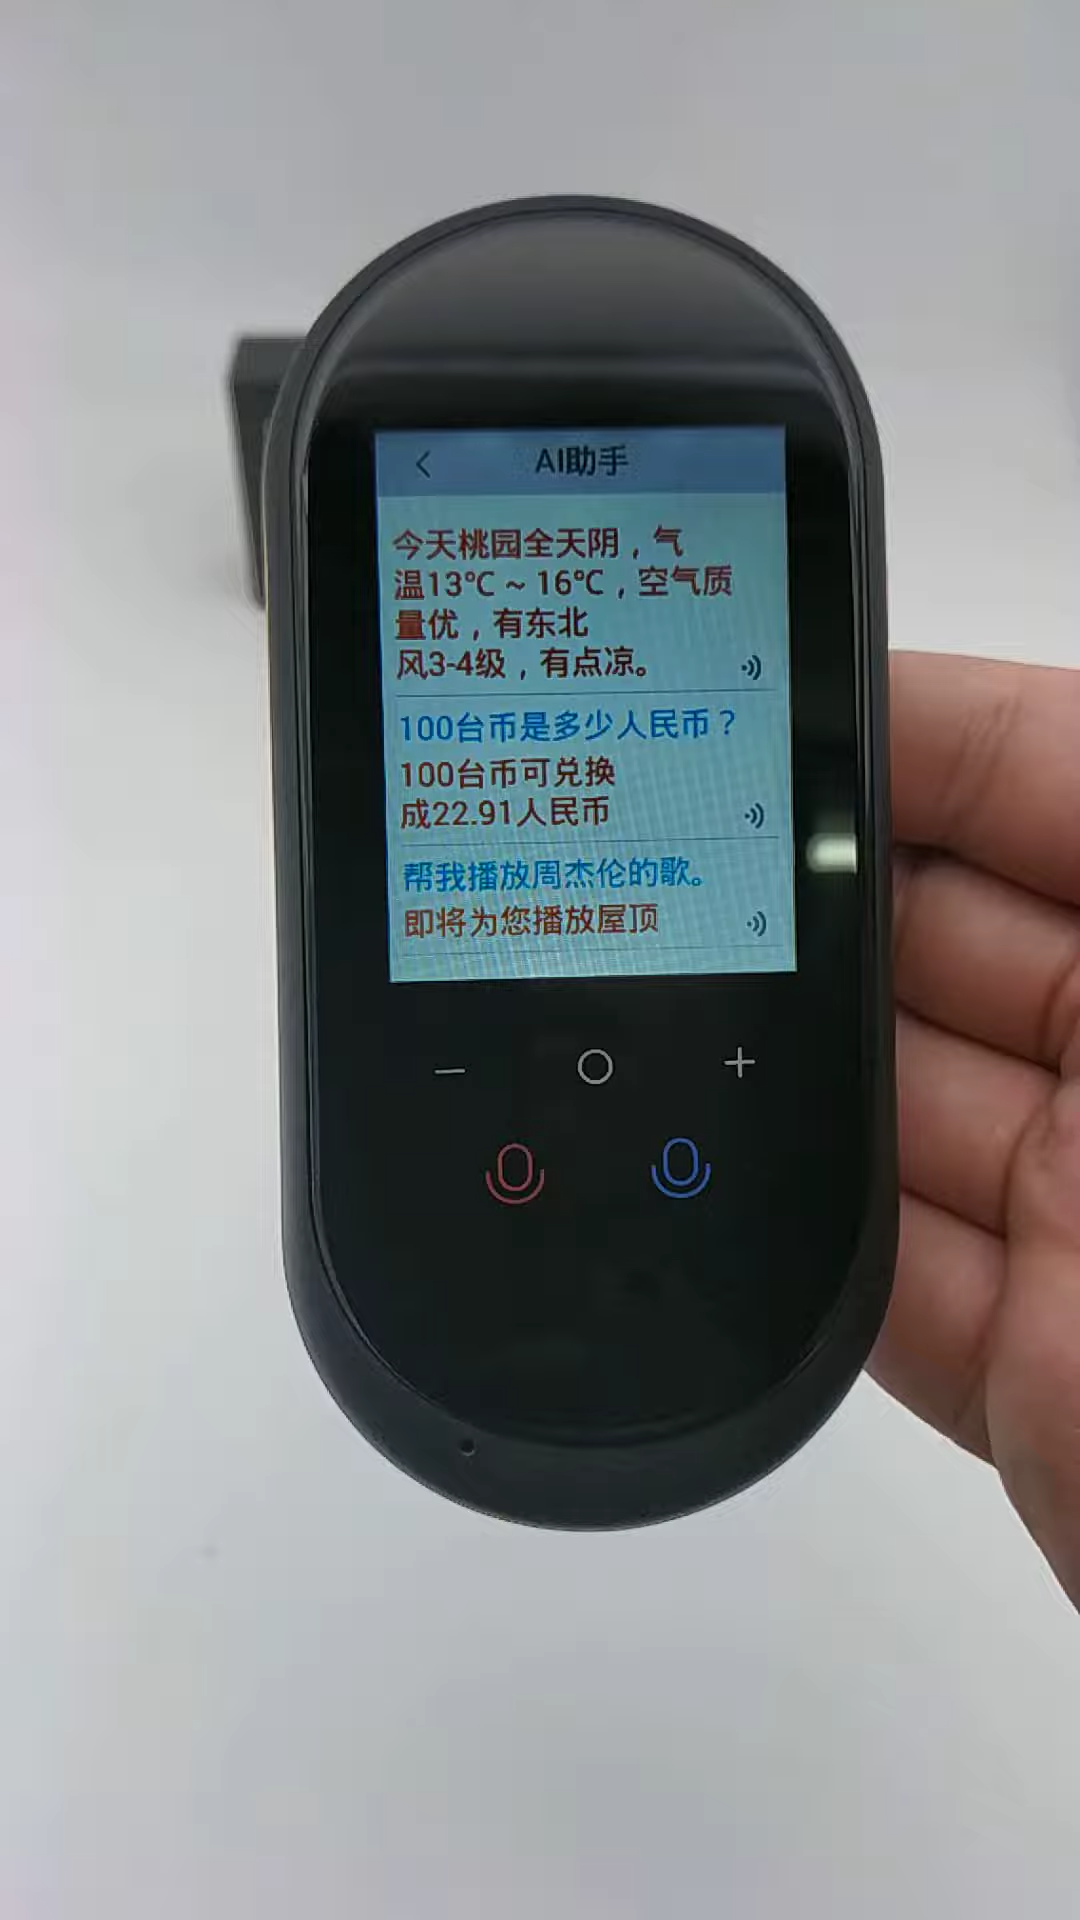 AI助手
今天桃园全天阴，气
温13℃ ~ 16℃，空气质
量优，有东北
风3-4级，有点凉。
100台币是多少人民币？
100台币可兑换
成22.91人民币
帮我播放周杰伦的歌。
即将为您播放屋顶